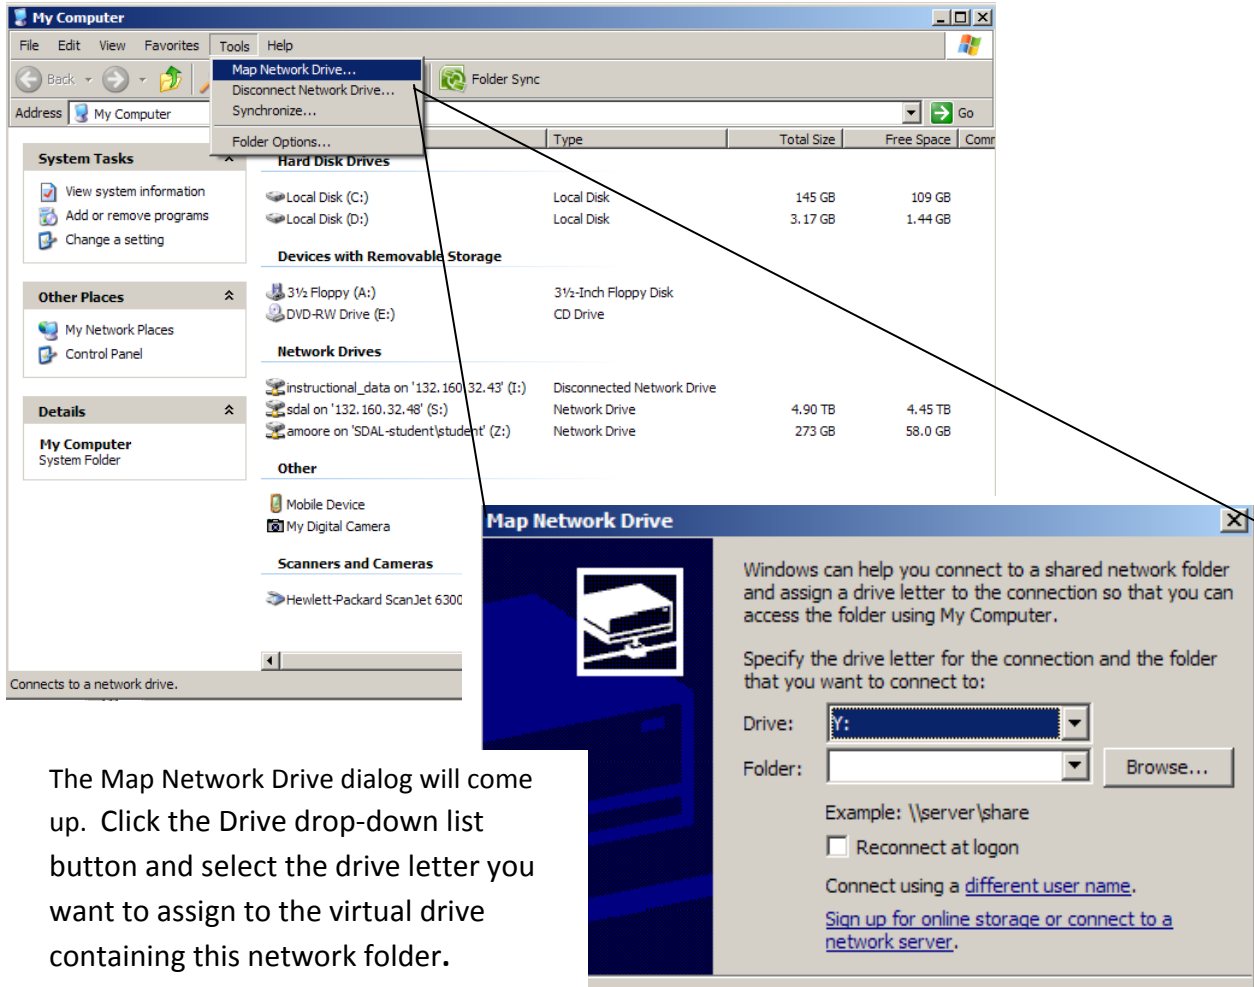 My Computer
File Edit View Favorites Tools Help
Back
Map Network Drive...
Folder Sync
Disconnect Network Drive...
Address My Computer
Synchronize...
Go
Folder Options...
Type Total Size Free Space Comm
System Tasks
View system information
Add or remove programs
Change a setting
Other Places
My Network Places
Control Panel
Details
My Computer
System Folder
Hard Disk Drives
Local Disk (C:) Local Disk 145 GB 109 GB
Local Disk (D:) Local Disk 3.17 GB 1.44 GB
Devices with Removable Storage
3½ Floppy (A:) 3½-Inch Floppy Disk
DVD-RW Drive (E:) CD Drive
Network Drives
instructional_data on '132.160.32.43' (I:) Disconnected Network Drive
sdal on '132.160.32.48' (S:) Network Drive 4.90 TB 4.45 TB
amoore on 'SDAL-student\student' (Z:) Network Drive 273 GB 58.0 GB
Other
Mobile Device
My Digital Camera
Scanners and Cameras
Hewlett-Packard ScanJet 6300
Connects to a network drive.
Map Network Drive
Windows can help you connect to a shared network folder
and assign a drive letter to the connection so that you can
access the folder using My Computer.
Specify the drive letter for the connection and the folder
that you want to connect to:
Drive: Y:
Folder: Browse...
Example: \\server\share
Reconnect at logon
Connect using a different user name.
Sign up for online storage or connect to a
network server.
The Map Network Drive dialog will come
up. Click the Drive drop-down list
button and select the drive letter you
want to assign to the virtual drive
containing this network folder.